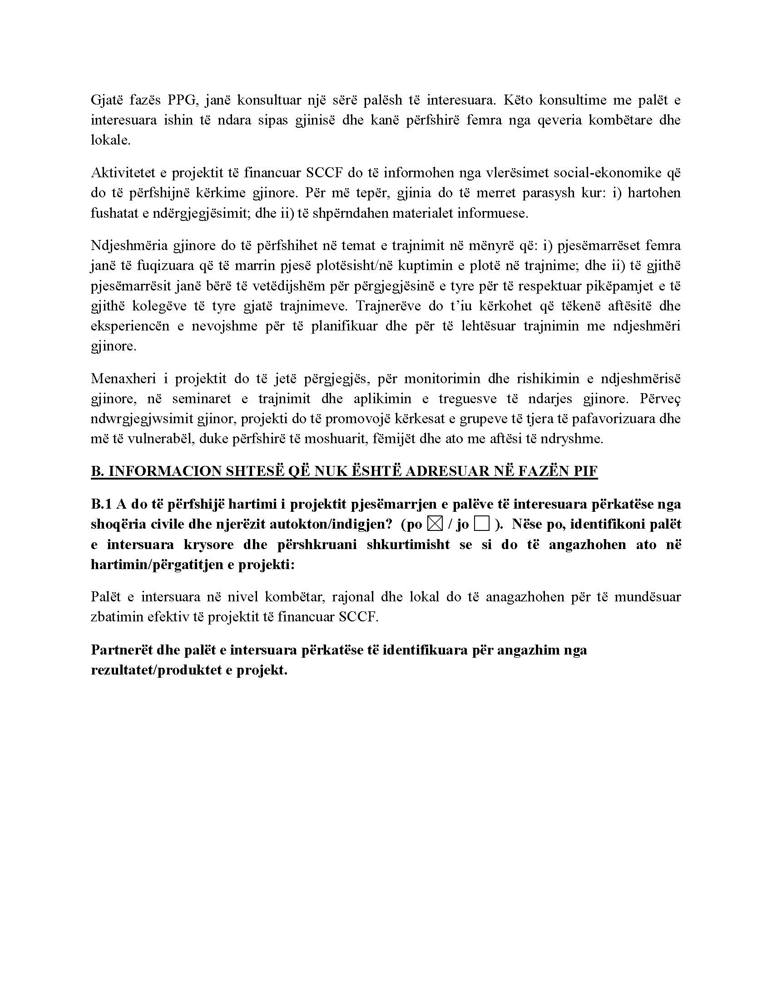 Gjatë fazës PPG, janë konsultuar një sërë palësh të interesuara. Këto konsultime me palët e
interesuara ishin të ndara sipas gjinisë dhe kanë përfshirë femra nga qeveria kombëtare dhe
lokale.
Aktivitetet e projektit të financuar SCCF do të informohen nga vlerësimet social-ekonomike që
do të përfshijnë kërkime gjinore. Për më tepër, gjinia do të merret parasysh kur: i) hartohen
fushatat e ndërgjegjësimit; dhe ii) të shpërndahen materialet informuese.
Ndjeshmëria gjinore do të përfshihet në temat e trajnimit në mënyrë që: i) pjesëmarrëset femra
janë të fuqizuara që të marrin pjesë plotësisht/në kuptimin e plotë në trajnime; dhe ii) të gjithë
pjesëmarrësit janë bërë të vetëdijshëm për përgjegjësinë e tyre për të respektuar pikëpamjet e të
gjithë kolegëve të tyre gjatë trajnimeve. Trajnerëve do t’iu kërkohet që tëkenë aftësitë dhe
eksperiencën e nevojshme për të planifikuar dhe për të lehtësuar trajnimin me ndjeshmëri
gjinore.
Menaxheri i projektit do të jetë përgjegjës, për monitorimin dhe rishikimin e ndjeshmërisë
gjinore, në seminaret e trajnimit dhe aplikimin e treguesve të ndarjes gjinore. Përveç
ndwrgjegjwsimit gjinor, projekti do të promovojë kërkesat e grupeve të tjera të pafavorizuara dhe
më të vulnerabël, duke përfshirë të moshuarit, fëmijët dhe ato me aftësi të ndryshme.
B. INFORMACION SHTESË QË NUK ËSHTË ADRESUAR NË FAZËN PIF
B.1 A do të përfshijë hartimi i projektit pjesëmarrjen e palëve të interesuara përkatëse nga
shoqëria civile dhe njerëzit autokton/indigjen? (po ☒ / jo ☐ ). Nëse po, identifikoni palët
e intersuara krysore dhe përshkruani shkurtimisht se si do të angazhohen ato në
hartimin/përgatitjen e projekti:
Palët e intersuara në nivel kombëtar, rajonal dhe lokal do të anagazhohen për të mundësuar
zbatimin efektiv të projektit të financuar SCCF.
Partnerët dhe palët e intersuara përkatëse të identifikuara për angazhim nga
rezultatet/produktet e projekt.